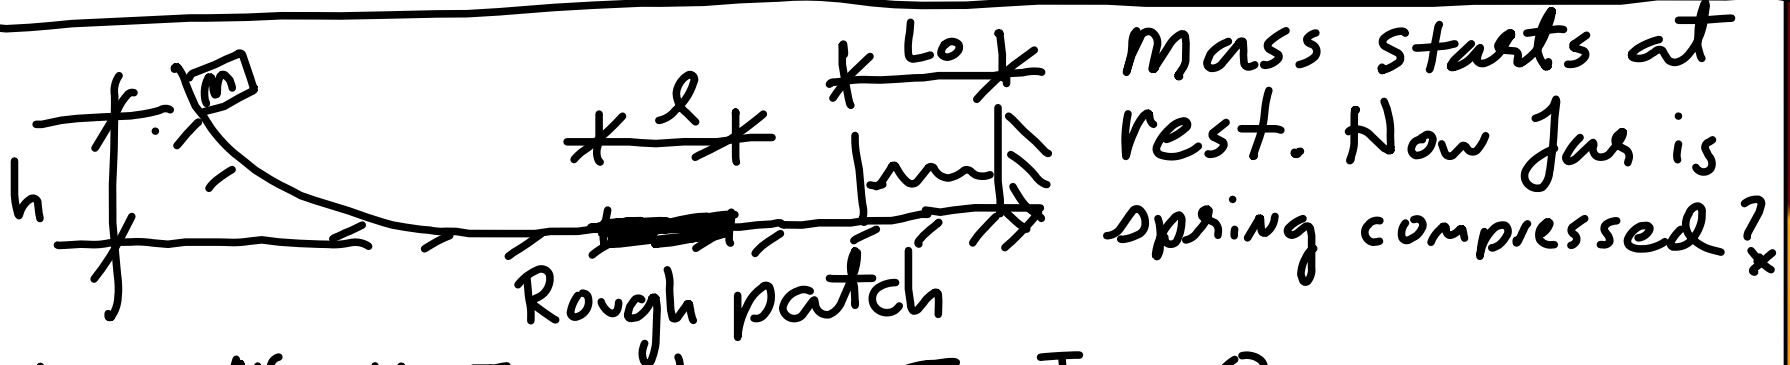 Mass starts at
rest. How far is
spring compressed?
x
m
h
l
Lo
Rough patch